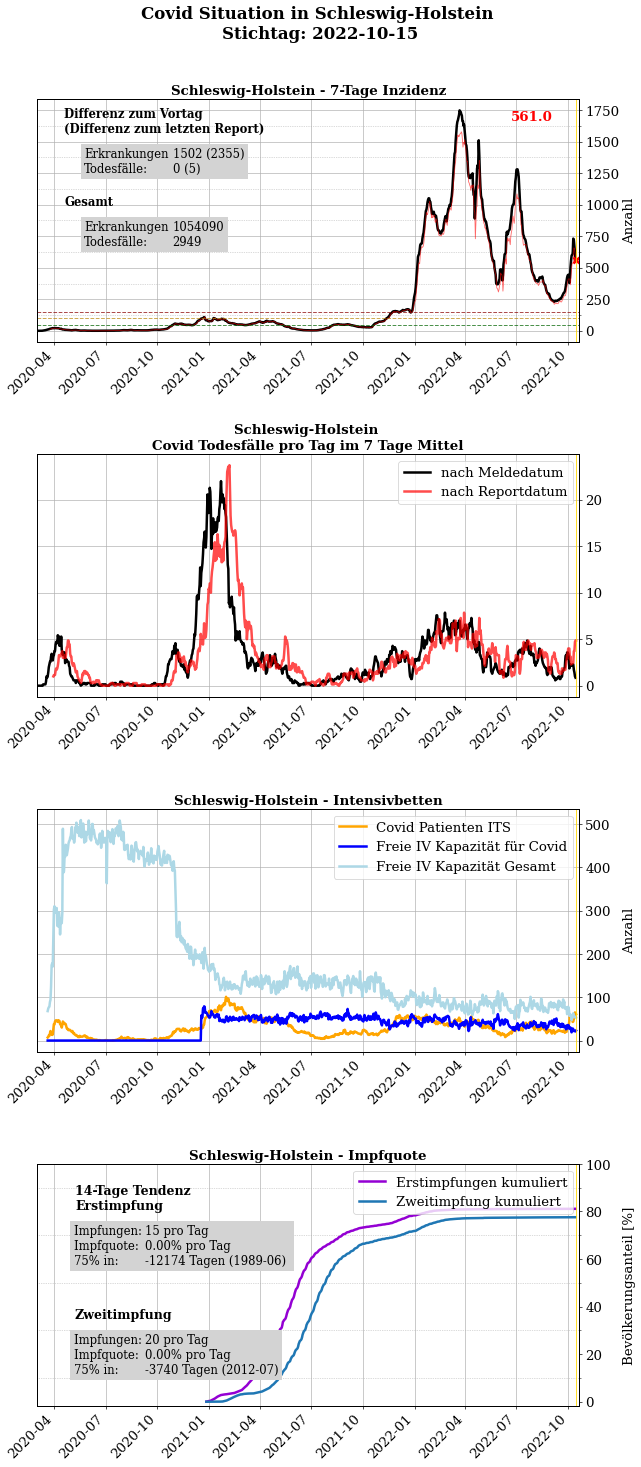 Covid Situation in Schleswig-Holstein
Stichtag: 2022-10-15
Schleswig-Holstein - 7-Tage Inzidenz
Differenz zum Vortag
(Differenz zum letzten Report)
Erkrankungen 1502 (2355)
Todesfälle: 0 (5)
Gesamt
Erkrankungen 1054090
Todesfälle: 2949
561.0
1750
1500
1250
1000
750
500
250
0
Anzahl
2020-04
2020-07
2020-10
2021-01
2021-04
2021-07
2021-10
2022-01
2022-04
2022-07
2022-10
Schleswig-Holstein
Covid Todesfälle pro Tag im 7 Tage Mittel
nach Meldedatum
nach Reportdatum
20
15
10
5
0
2020-04
2020-07
2020-10
2021-01
2021-04
2021-07
2021-10
2022-01
2022-04
2022-07
2022-10
Schleswig-Holstein - Intensivbetten
Covid Patienten ITS
Freie IV Kapazität für Covid
Freie IV Kapazität Gesamt
500
400
300
200
100
0
Anzahl
2020-04
2020-07
2020-10
2021-01
2021-04
2021-07
2021-10
2022-01
2022-04
2022-07
2022-10
Schleswig-Holstein - Impfquote
14-Tage Tendenz
Erstimpfung
Impfungen: 15 pro Tag
Impfquote: 0.00% pro Tag
75% in: -12174 Tagen (1989-06)
Zweitimpfung
Impfungen: 20 pro Tag
Impfquote: 0.00% pro Tag
75% in: -3740 Tagen (2012-07)
Erstimpfungen kumuliert
Zweitimpfung kumuliert
100
80
60
40
20
0
Bevölkerungsanteil [%]
2020-04
2020-07
2020-10
2021-01
2021-04
2021-07
2021-10
2022-01
2022-04
2022-07
2022-10